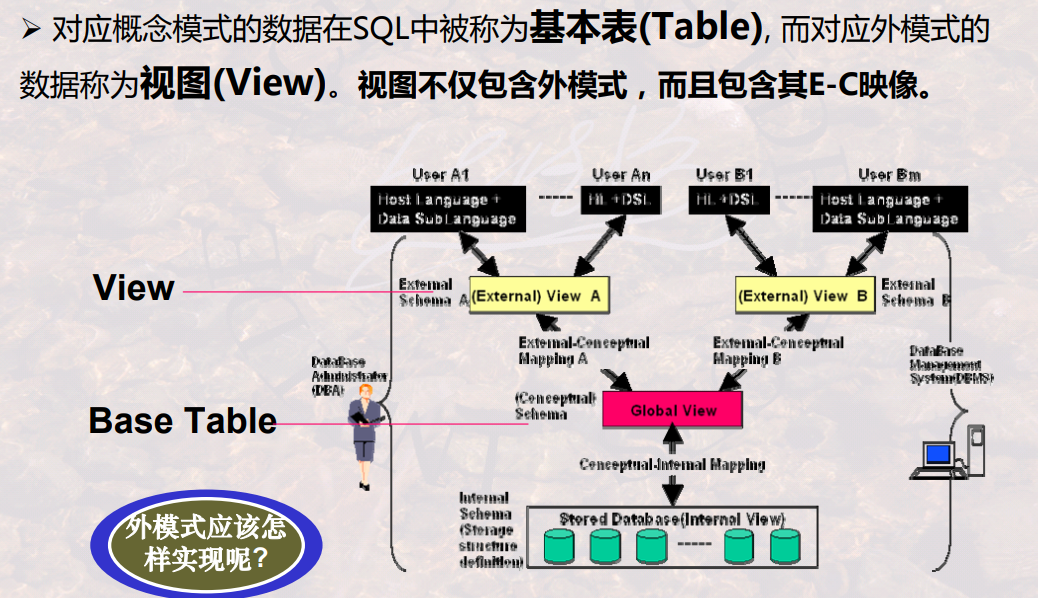 ➢ 对应概念模式的数据在SQL中被称为基本表(Table), 而对应外模式的
数据称为视图(View)。视图不仅包含外模式，而且包含其E-C映像。
User A1
User An
User B1
User Bm
Host Language +
Data SubLanguage
HL+DSL
HL+DSL
Host Language +
Data SubLanguage
View
External
Schema A
(External) View A
(External) View B
External
Schema B
External-Conceptual
Mapping A
External-Conceptual
Mapping B
DataBase
Administrator
(DBA)
DataBase
Management
System(DBMS)
(Conceptual)
Schema
Global View
Base Table
Conceptual-Internal Mapping
Internal
Schema
(Storage
structure
definition)
Stored Database(Internal View)
外模式应该怎
样实现呢?